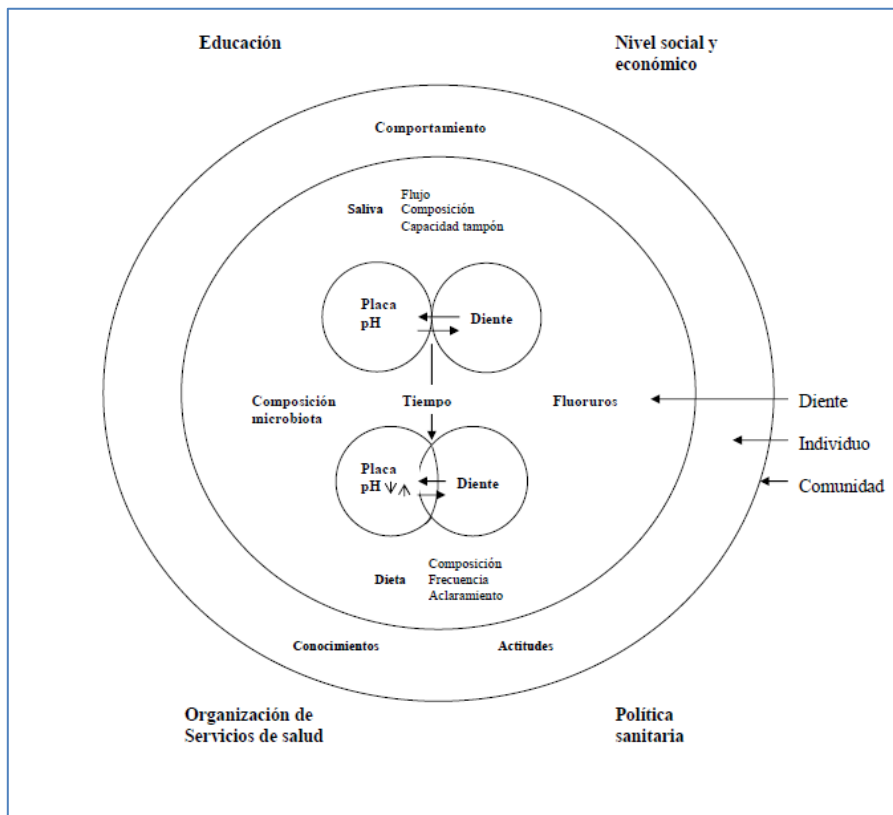 Educación
Nivel social y
económico
Comportamiento
Flujo
Saliva Composición
Capacidad tampón
Placa
pH
Diente
Composición
microbiota
Tiempo
Fluoruros
Diente
Individuo
Placa
pH
Diente
Comunidad
Composición
Dieta Frecuencia
Aclaramiento
Conocimientos
Actitudes
Organización de
Servicios de salud
Política
sanitaria